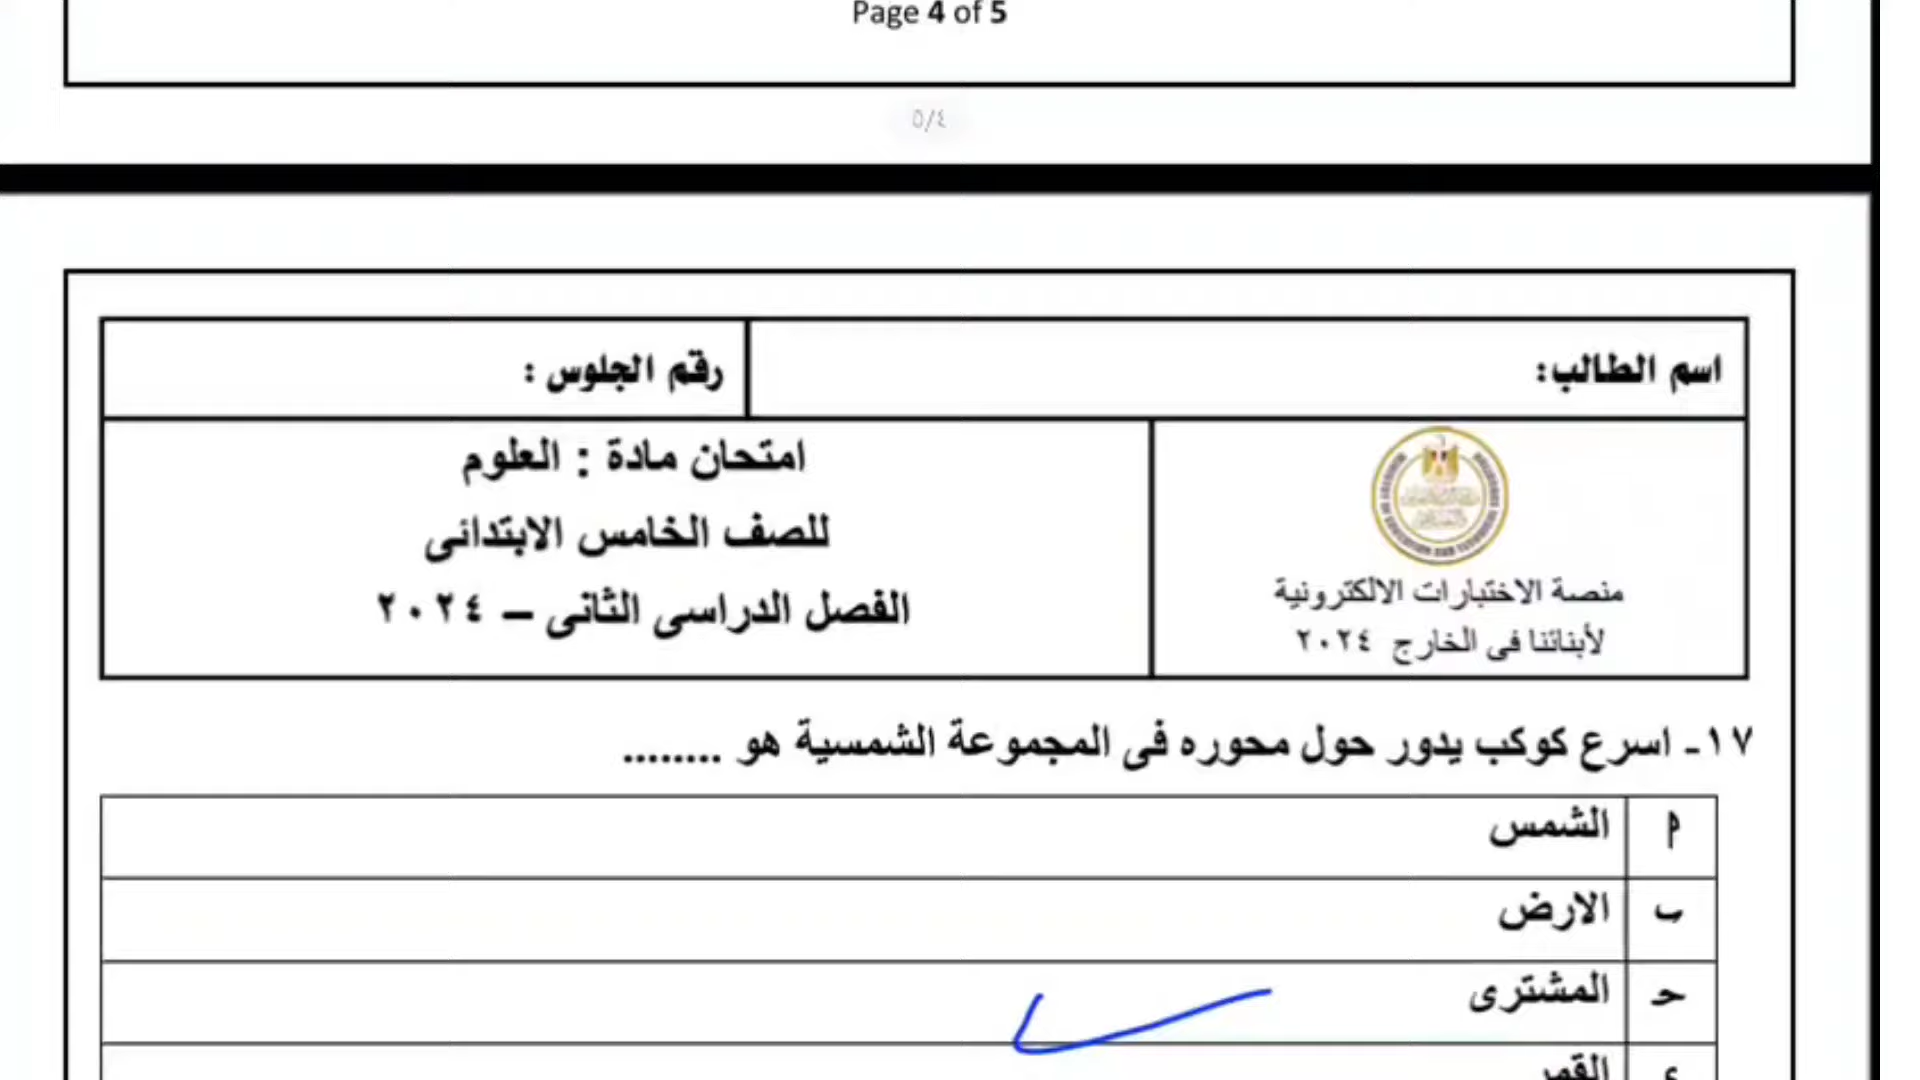 Page 4 of 5
٥/٤
اسم الطالب:
رقم الجلوس :
منصة الاختبارات الالكترونية
لأبنائنا فى الخارج ٢٠٢٤
امتحان مادة : العلوم
للصف الخامس الابتدائى
الفصل الدراسى الثانى – ٢٠٢٤
١٧- اسرع كوكب يدور حول محوره فى المجموعة الشمسية هو ........
أ الشمس
ب الارض
حـ المشترى
ء القمر